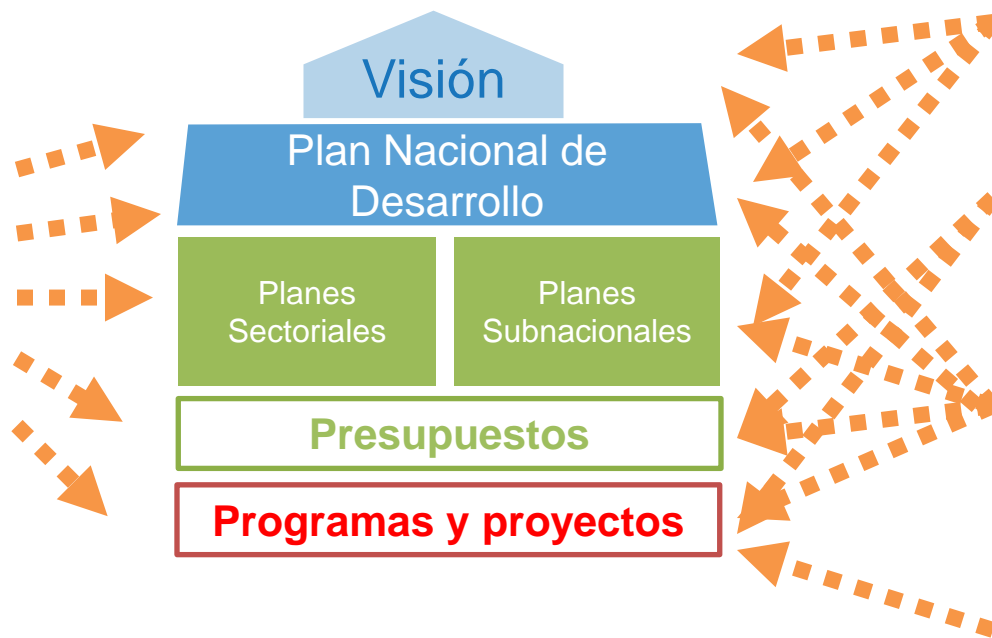 Visión
Plan Nacional de
Desarrollo
Planes
Sectoriales
Planes
Subnacionales
Presupuestos
Programas y proyectos